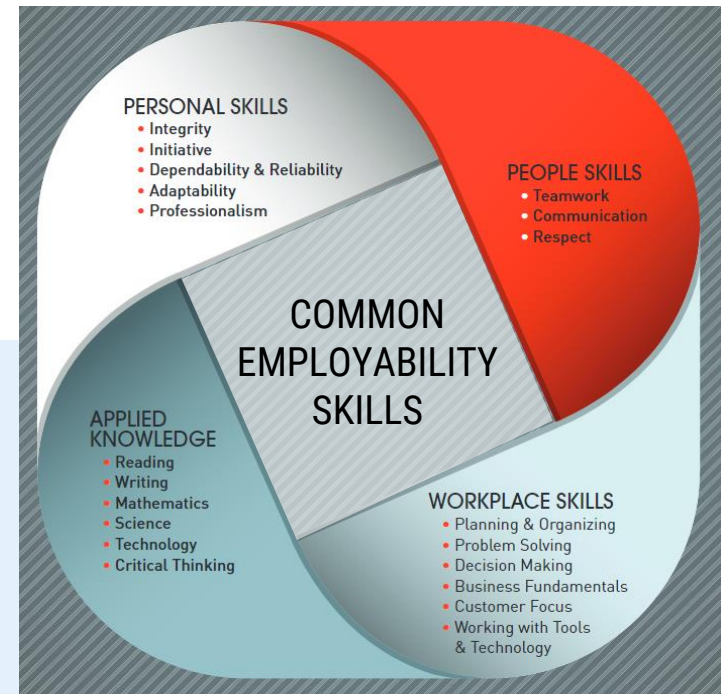 PERSONAL SKILLS
• Integrity
• Initiative
• Dependability & Reliability
• Adaptability
• Professionalism
PEOPLE SKILLS
• Teamwork
• Communication
• Respect
COMMON
EMPLOYABILITY
SKILLS
APPLIED
KNOWLEDGE
• Reading
• Writing
• Mathematics
• Science
• Technology
• Critical Thinking
WORKPLACE SKILLS
• Planning & Organizing
• Problem Solving
• Decision Making
• Business Fundamentals
• Customer Focus
• Working with Tools
& Technology